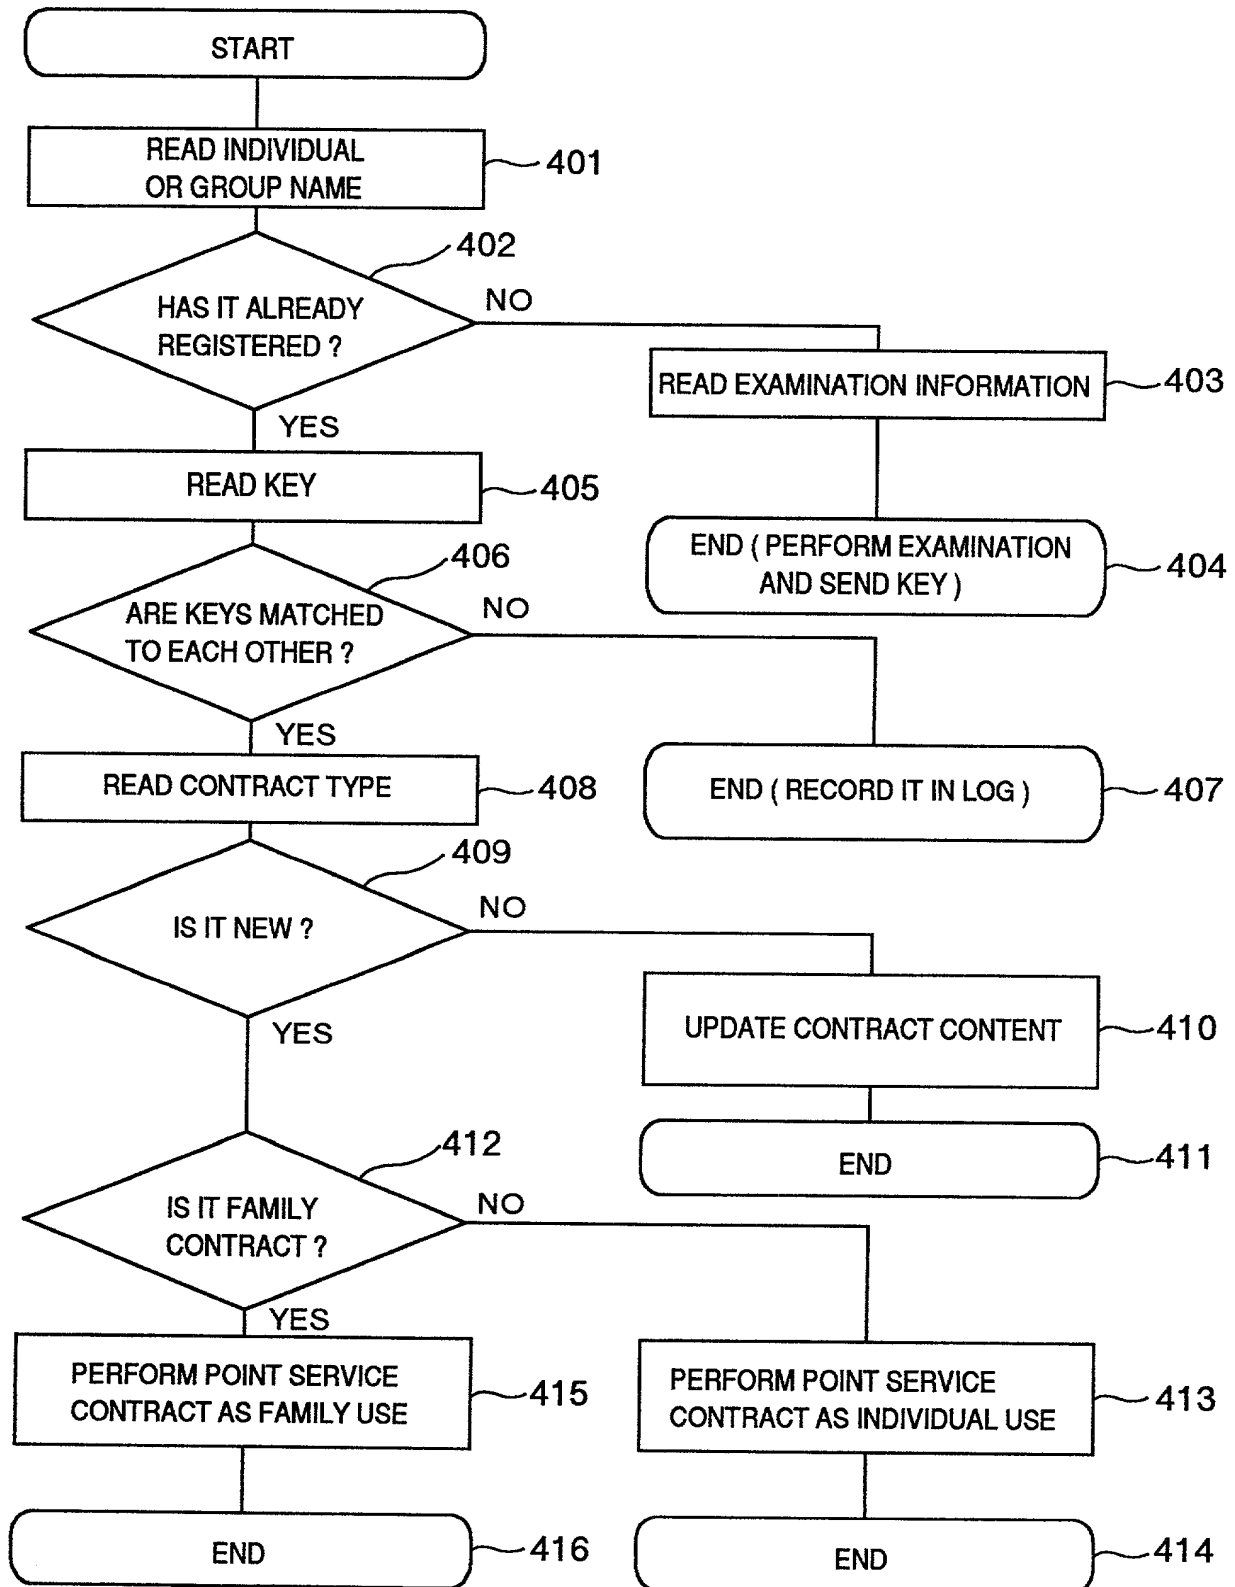 START
READ INDIVIDUAL
OR GROUP NAME
401
402
HAS IT ALREADY
REGISTERED ?
NO
YES
READ EXAMINATION INFORMATION
403
READ KEY
405
END ( PERFORM EXAMINATION
AND SEND KEY )
404
406
ARE KEYS MATCHED
TO EACH OTHER ?
NO
YES
READ CONTRACT TYPE
408
END ( RECORD IT IN LOG )
407
409
IS IT NEW ?
NO
YES
UPDATE CONTRACT CONTENT
410
END
411
412
IS IT FAMILY
CONTRACT ?
NO
YES
PERFORM POINT SERVICE
CONTRACT AS FAMILY USE
415
PERFORM POINT SERVICE
CONTRACT AS INDIVIDUAL USE
413
END
416
END
414